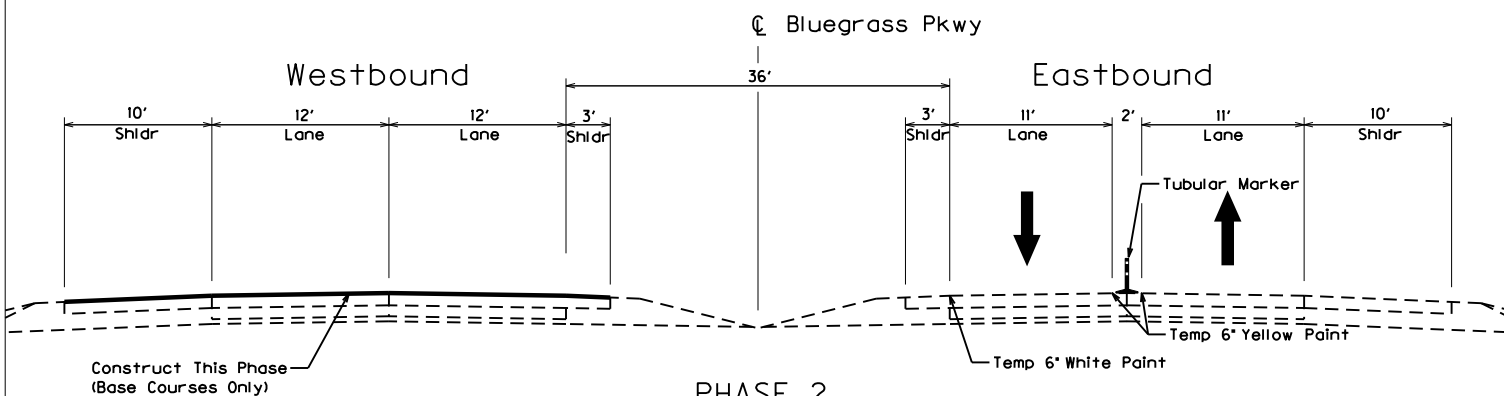 ℄ Bluegrass Pkwy
Westbound
36'
Eastbound
10'
Shldr
12'
Lane
12'
Lane
3'
Shldr
3'
Shldr
11'
Lane
2'
11'
Lane
10'
Shldr
Tubular Marker
Temp 6" Yellow Paint
Temp 6" White Paint
Construct This Phase
(Base Courses Only)
PHASE 2